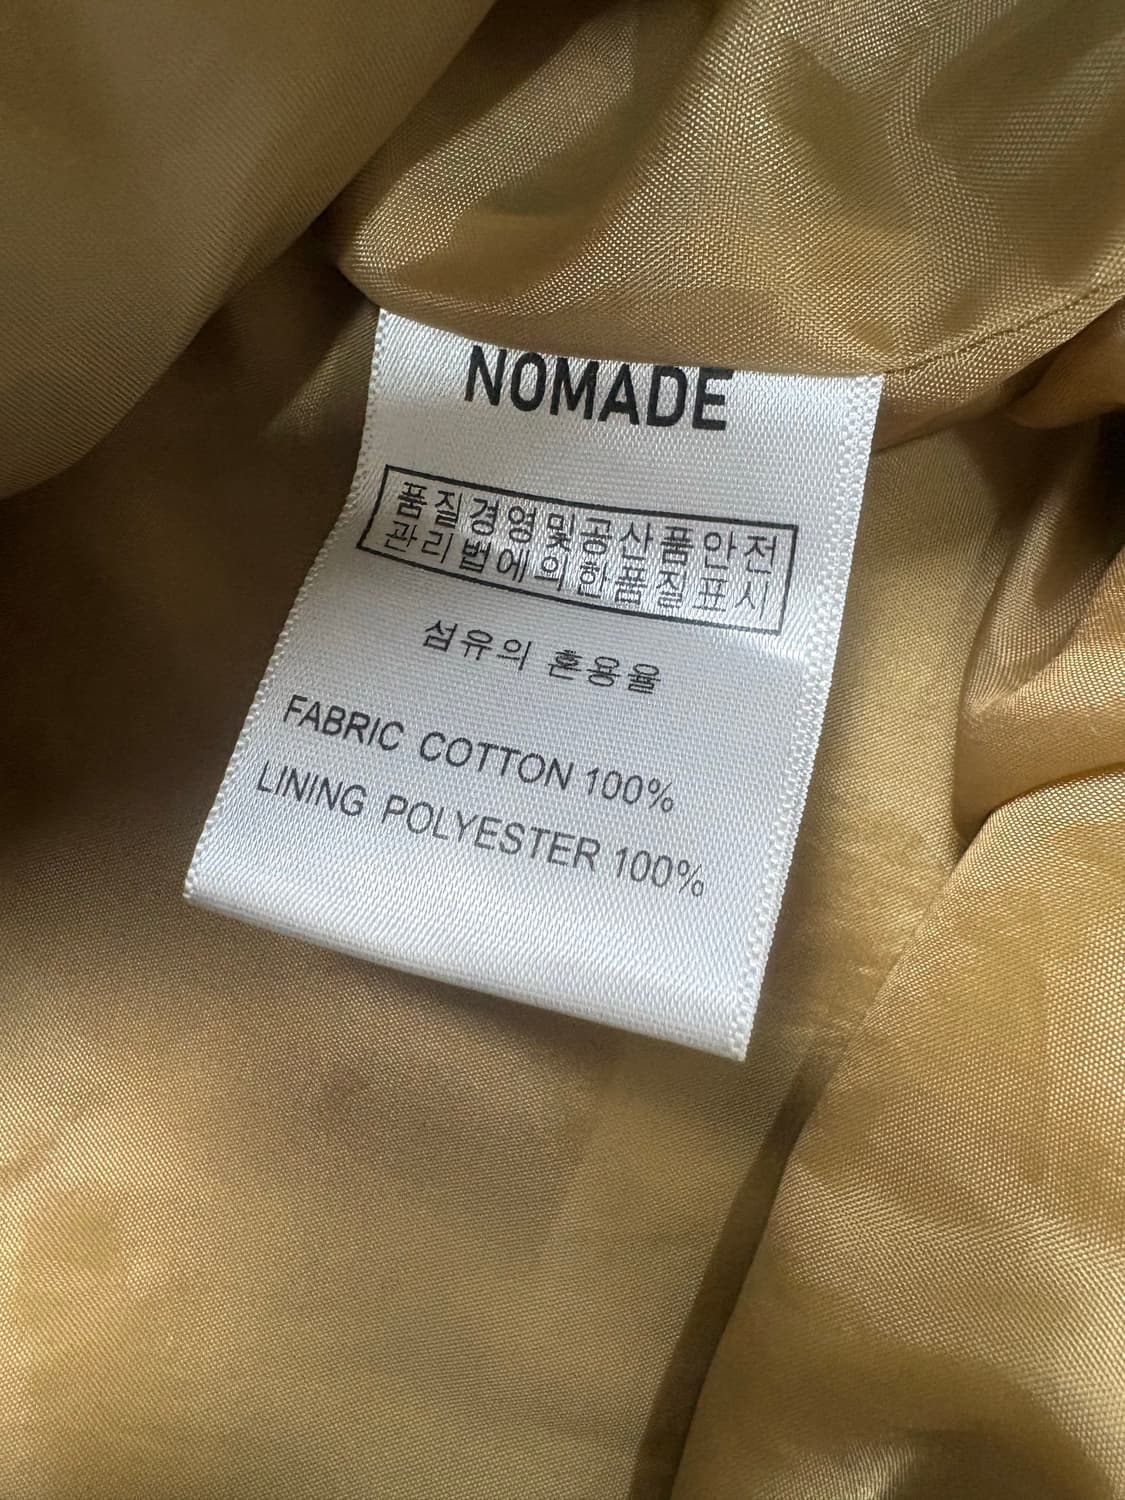 NOMADE
품질경영및공산품안전
관리법에의한품질표시
섬유의 혼용율
FABRIC COTTON 100%
LINING POLYESTER 100%